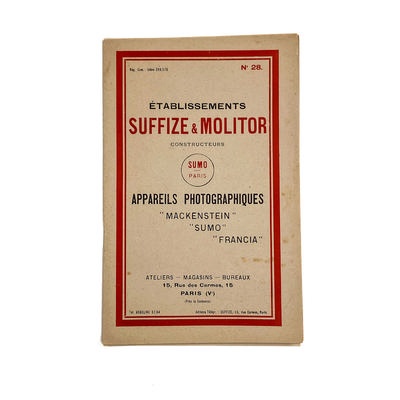 Nº 28.
ÉTABLISSEMENTS
SUFFIZE & MOLITOR
CONSTRUCTEURS
SUMO
PARIS
APPAREILS PHOTOGRAPHIQUES
"MACKENSTEIN"
"SUMO"
"FRANCIA"
ATELIERS — MAGASINS — BUREAUX
15, Rue des Carmes, 15
PARIS (Vᵉ)